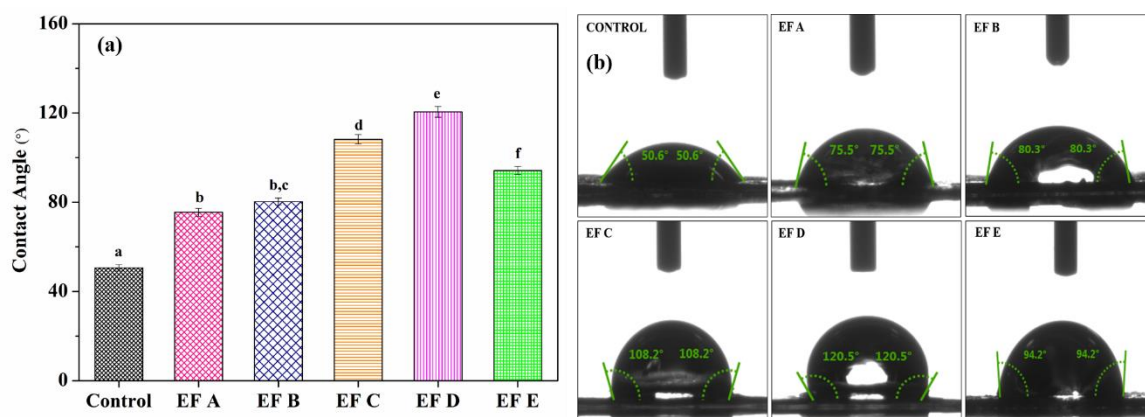 (a)
Contact Angle (°)
160
120
80
40
0
a
b
b,c
d
e
f
Control EF A EF B EF C EF D EF E
(b)
CONTROL
50.6° 50.6°
EF A
75.5° 75.5°
EF B
80.3° 80.3°
EF C
108.2° 108.2°
EF D
120.5° 120.5°
EF E
94.2° 94.2°